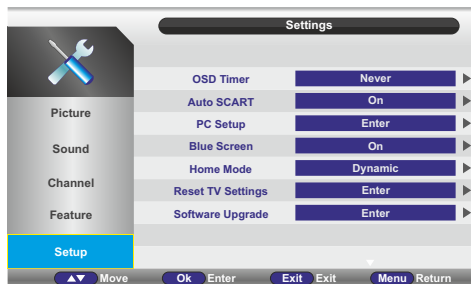 Settings
OSD Timer Never
Auto SCART On
PC Setup Enter
Blue Screen On
Home Mode Dynamic
Reset TV Settings Enter
Software Upgrade Enter
Picture
Sound
Channel
Feature
Setup
▲▼ Move Ok Enter Exit Exit Menu Return